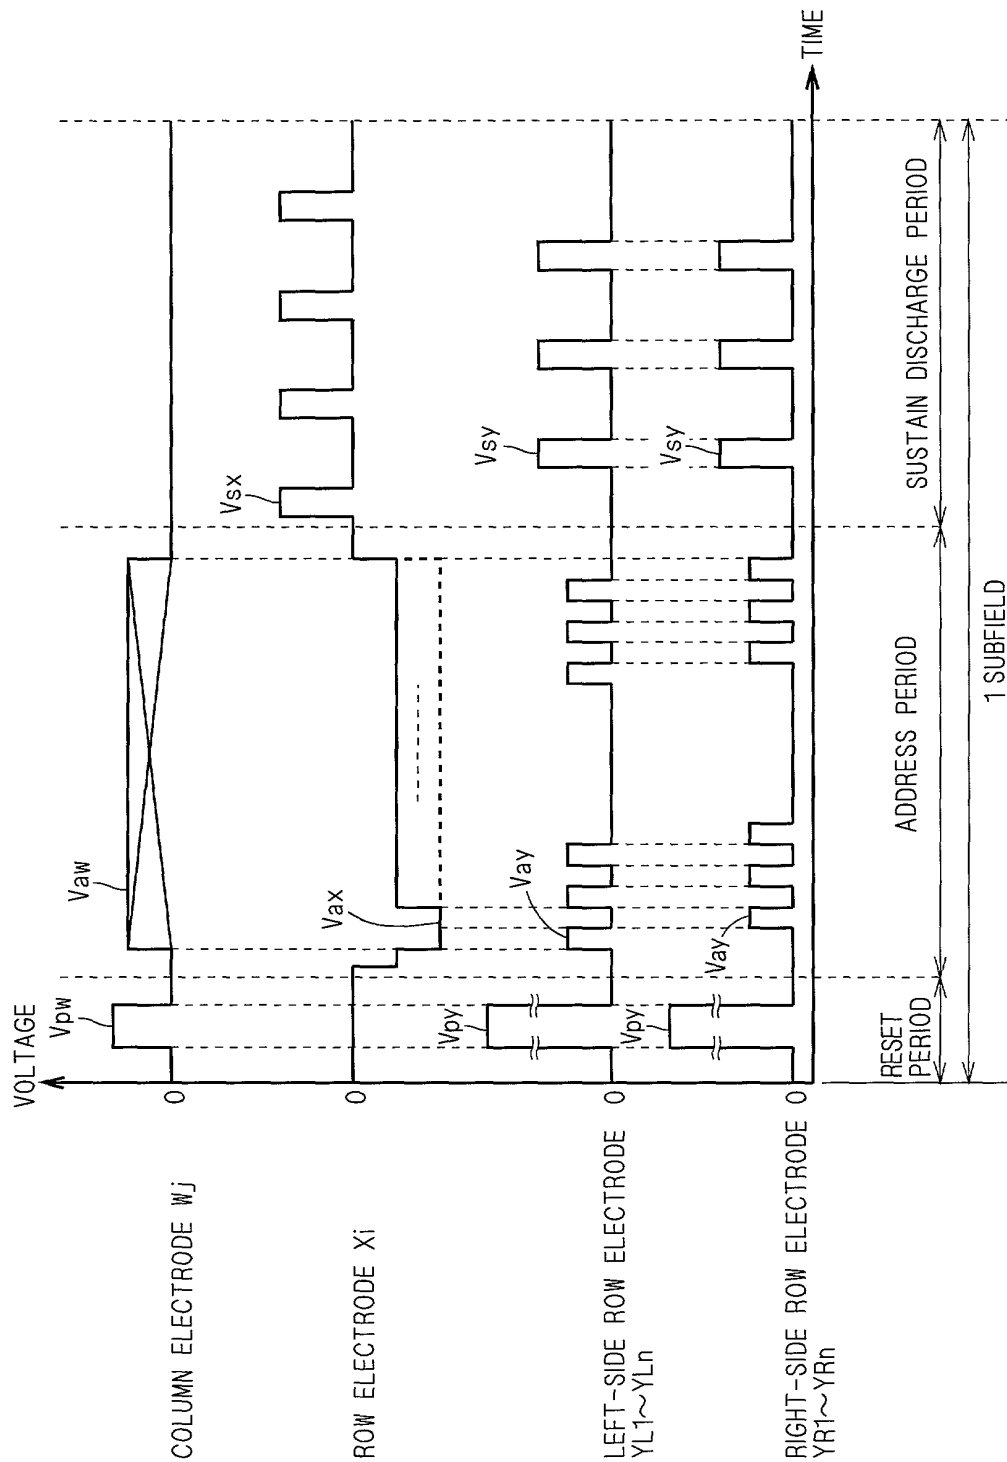 VOLTAGE
COLUMN ELECTRODE Wj
0
Vpw
Vaw
ROW ELECTRODE Xi
0
Vax
Vsx
LEFT-SIDE ROW ELECTRODE
YL1~YLn
0
Vpy
Vay
Vsy
RIGHT-SIDE ROW ELECTRODE
YR1~YRn
0
Vpy
Vay
Vsy
TIME
RESET
PERIOD
ADDRESS PERIOD
SUSTAIN DISCHARGE PERIOD
1 SUBFIELD